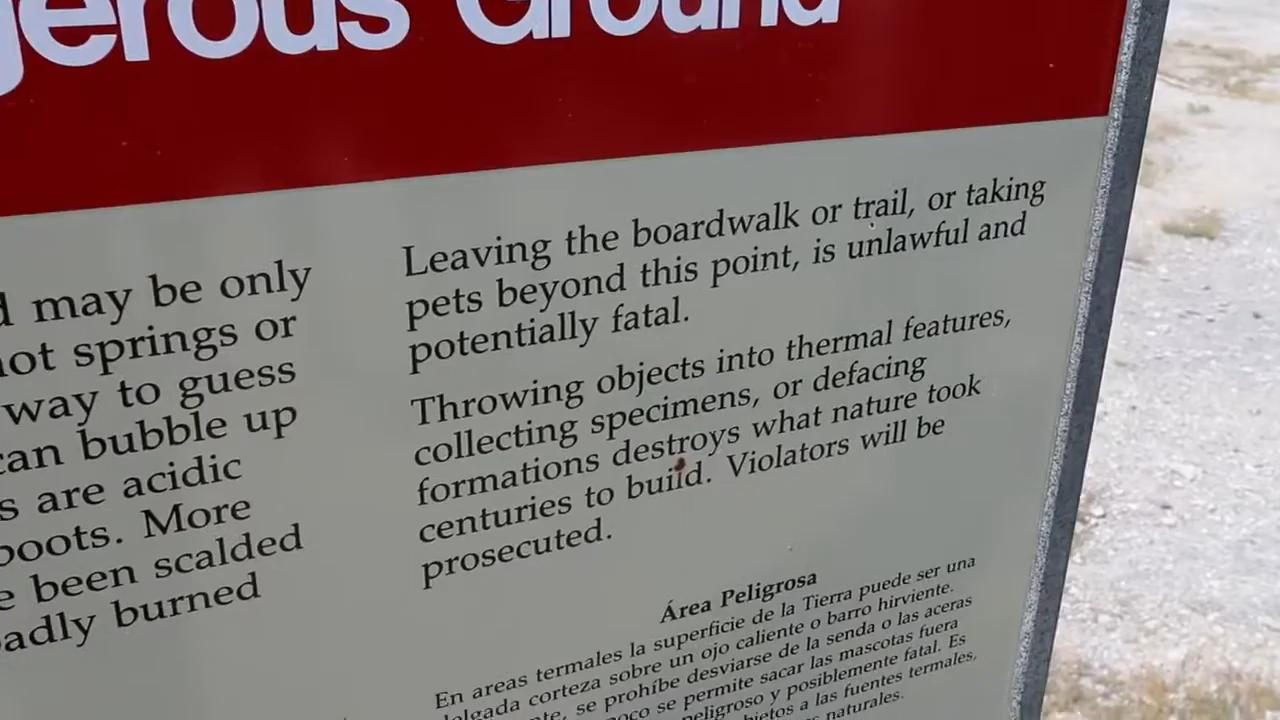 Ground
may be only
springs or
way to guess
can bubble up
are acidic
boots. More
been scalded
badly burned
Leaving the boardwalk or trail, or taking
pets beyond this point, is unlawful and
potentially fatal.
Throwing objects into thermal features,
collecting specimens, or defacing
formations destroys what nature took
centuries to build. Violators will be
prosecuted.
Área Peligrosa
En areas termales la superficie de la Tierra puede ser una
delgada corteza sobre un ojo caliente o barro hirviente.
se prohíbe desviarse de la senda o las aceras
se permite sacar las mascotas fuera
peligroso y posiblemente fatal. Es
objetos a las fuentes termales,
naturales.